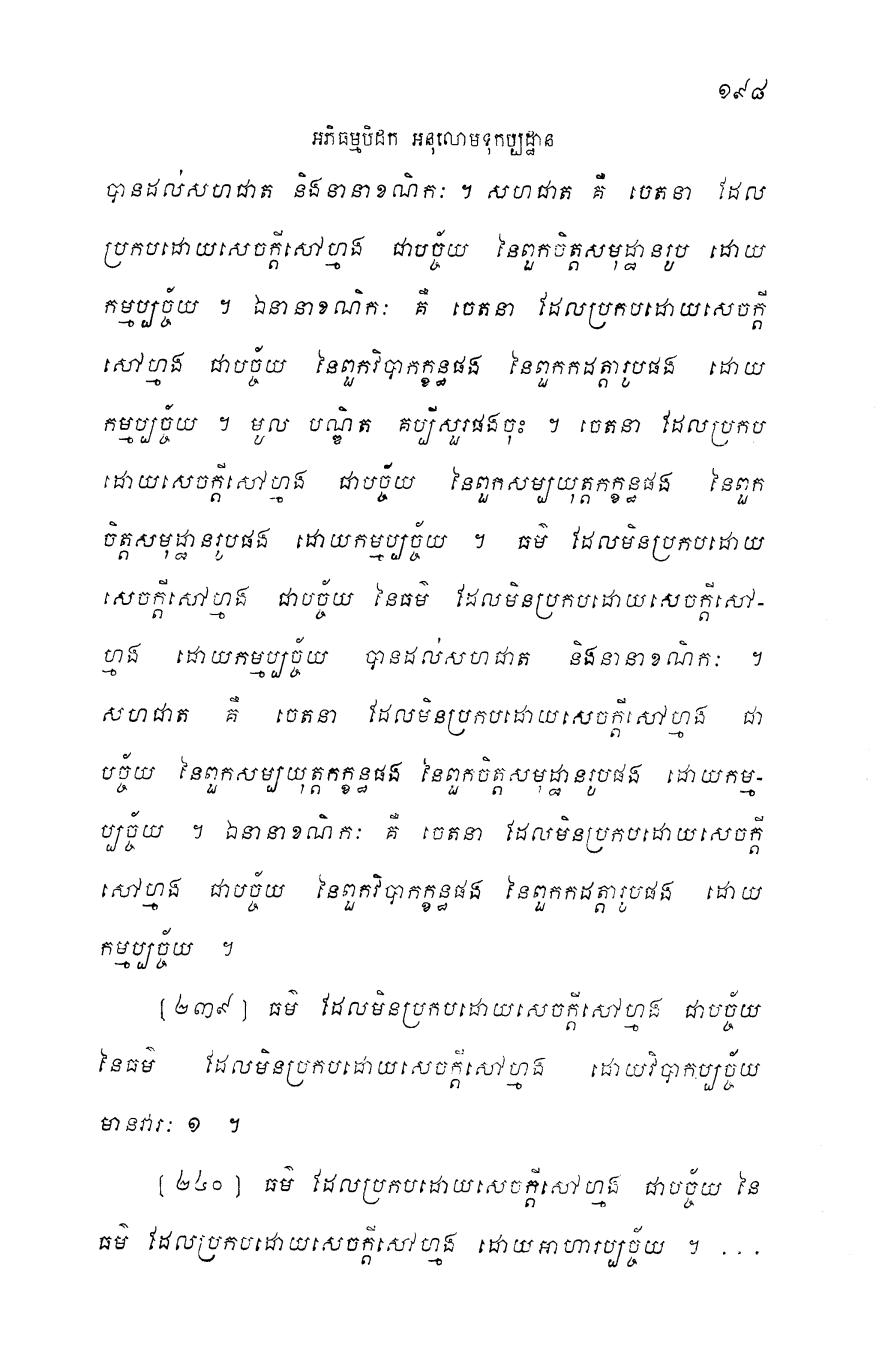 ១៩៨
អភិធម្មបិដក អនុលោមទុកប្បដ្ឋាន
បានដល់សហជាត និងនានាខណិកៈ ។ សហជាត គឺ ចេតនា ដែល
ប្រកបដោយសេចក្តីសៅហ្មង ជាបច្ច័យ នៃពួកចិត្តសមុដ្ឋានរូប ដោយ
កម្មប្បច្ច័យ ។ ឯនានាខណិកៈ គឺ ចេតនា ដែលប្រកបដោយសេចក្តី
សៅហ្មង ជាបច្ច័យ នៃពួកវិបាកក្ខន្ធផង នៃពួកកដត្តារូបផង ដោយ
កម្មប្បច្ច័យ ។ មូល បណ្ឌិត គប្បីសួរផងចុះ ។ ចេតនា ដែលប្រកប
ដោយសេចក្តីសៅហ្មង ជាបច្ច័យ នៃពួកសម្បយុត្តកក្ខន្ធផង នៃពួក
ចិត្តសមុដ្ឋានរូបផង ដោយកម្មប្បច្ច័យ ។ ធម៌ ដែលមិនប្រកបដោយ
សេចក្តីសៅហ្មង ជាបច្ច័យ នៃធម៌ ដែលមិនប្រកបដោយសេចក្តីសៅ-
ហ្មង ដោយកម្មប្បច្ច័យ បានដល់សហជាត និងនានាខណិកៈ ។
សហជាត គឺ ចេតនា ដែលមិនប្រកបដោយសេចក្តីសៅហ្មង ជា
បច្ច័យ នៃពួកសម្បយុត្តកក្ខន្ធផង នៃពួកចិត្តសមុដ្ឋានរូបផង ដោយកម្ម-
ប្បច្ច័យ ។ ឯនានាខណិកៈ គឺ ចេតនា ដែលមិនប្រកបដោយសេចក្តី
សៅហ្មង ជាបច្ច័យ នៃពួកវិបាកក្ខន្ធផង នៃពួកកដត្តារូបផង ដោយ
កម្មប្បច្ច័យ ។
[២៣៩] ធម៌ ដែលមិនប្រកបដោយសេចក្តីសៅហ្មង ជាបច្ច័យ
នៃធម៌ ដែលមិនប្រកបដោយសេចក្តីសៅហ្មង ដោយវិបាកប្បច្ច័យ
មានវារៈ ១ ។
[២៤០] ធម៌ ដែលប្រកបដោយសេចក្តីសៅហ្មង ជាបច្ច័យ នៃ
ធម៌ ដែលប្រកបដោយសេចក្តីសៅហ្មង ដោយអាហារប្បច្ច័យ ។ ...